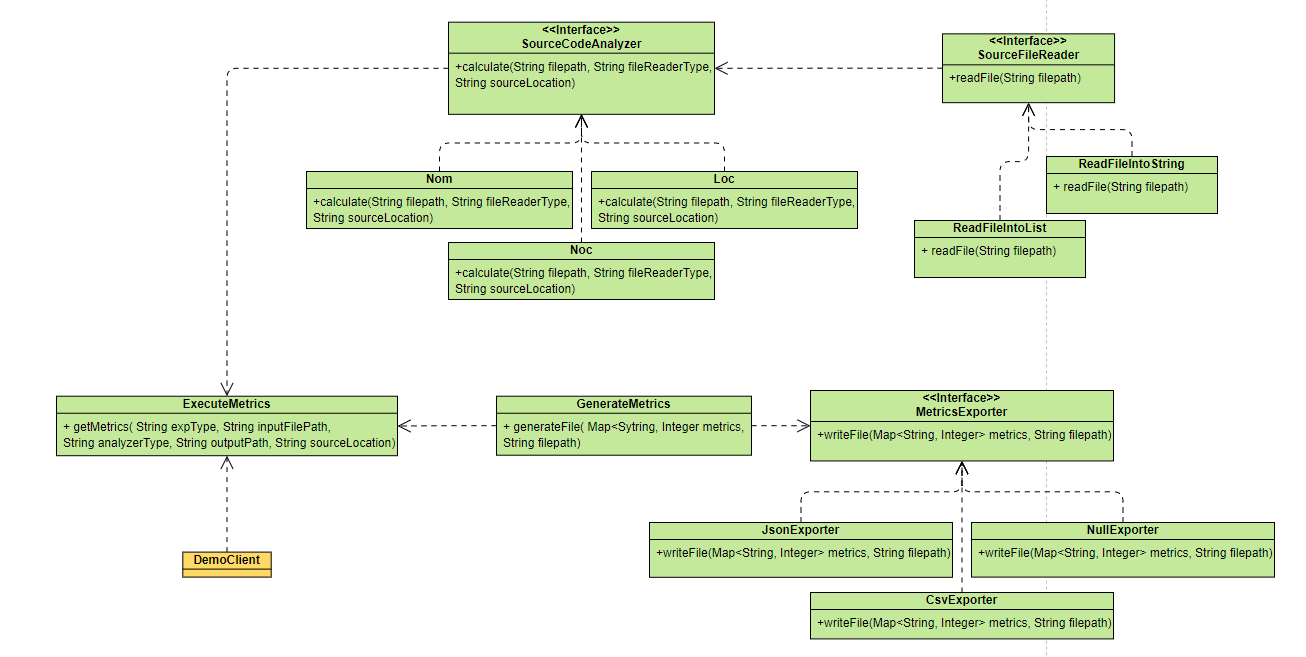 <<Interface>>
SourceCodeAnalyzer
+calculate(String filepath, String fileReaderType,
String sourceLocation)
<<Interface>>
SourceFileReader
+readFile(String filepath)
Nom
+calculate(String filepath, String fileReaderType,
String sourceLocation)
Loc
+calculate(String filepath, String fileReaderType,
String sourceLocation)
ReadFileIntoString
+ readFile(String filepath)
ReadFileIntoList
+ readFile(String filepath)
Noc
+calculate(String filepath, String fileReaderType,
String sourceLocation)
ExecuteMetrics
+ getMetrics( String expType, String inputFilePath,
String analyzerType, String outputPath, String sourceLocation)
GenerateMetrics
+ generateFile( Map<Sytring, Integer metrics,
String filepath)
<<Interface>>
MetricsExporter
+writeFile(Map<String, Integer> metrics, String filepath)
DemoClient
JsonExporter
+writeFile(Map<String, Integer> metrics, String filepath)
NullExporter
+writeFile(Map<String, Integer> metrics, String filepath)
CsvExporter
+writeFile(Map<String, Integer> metrics, String filepath)